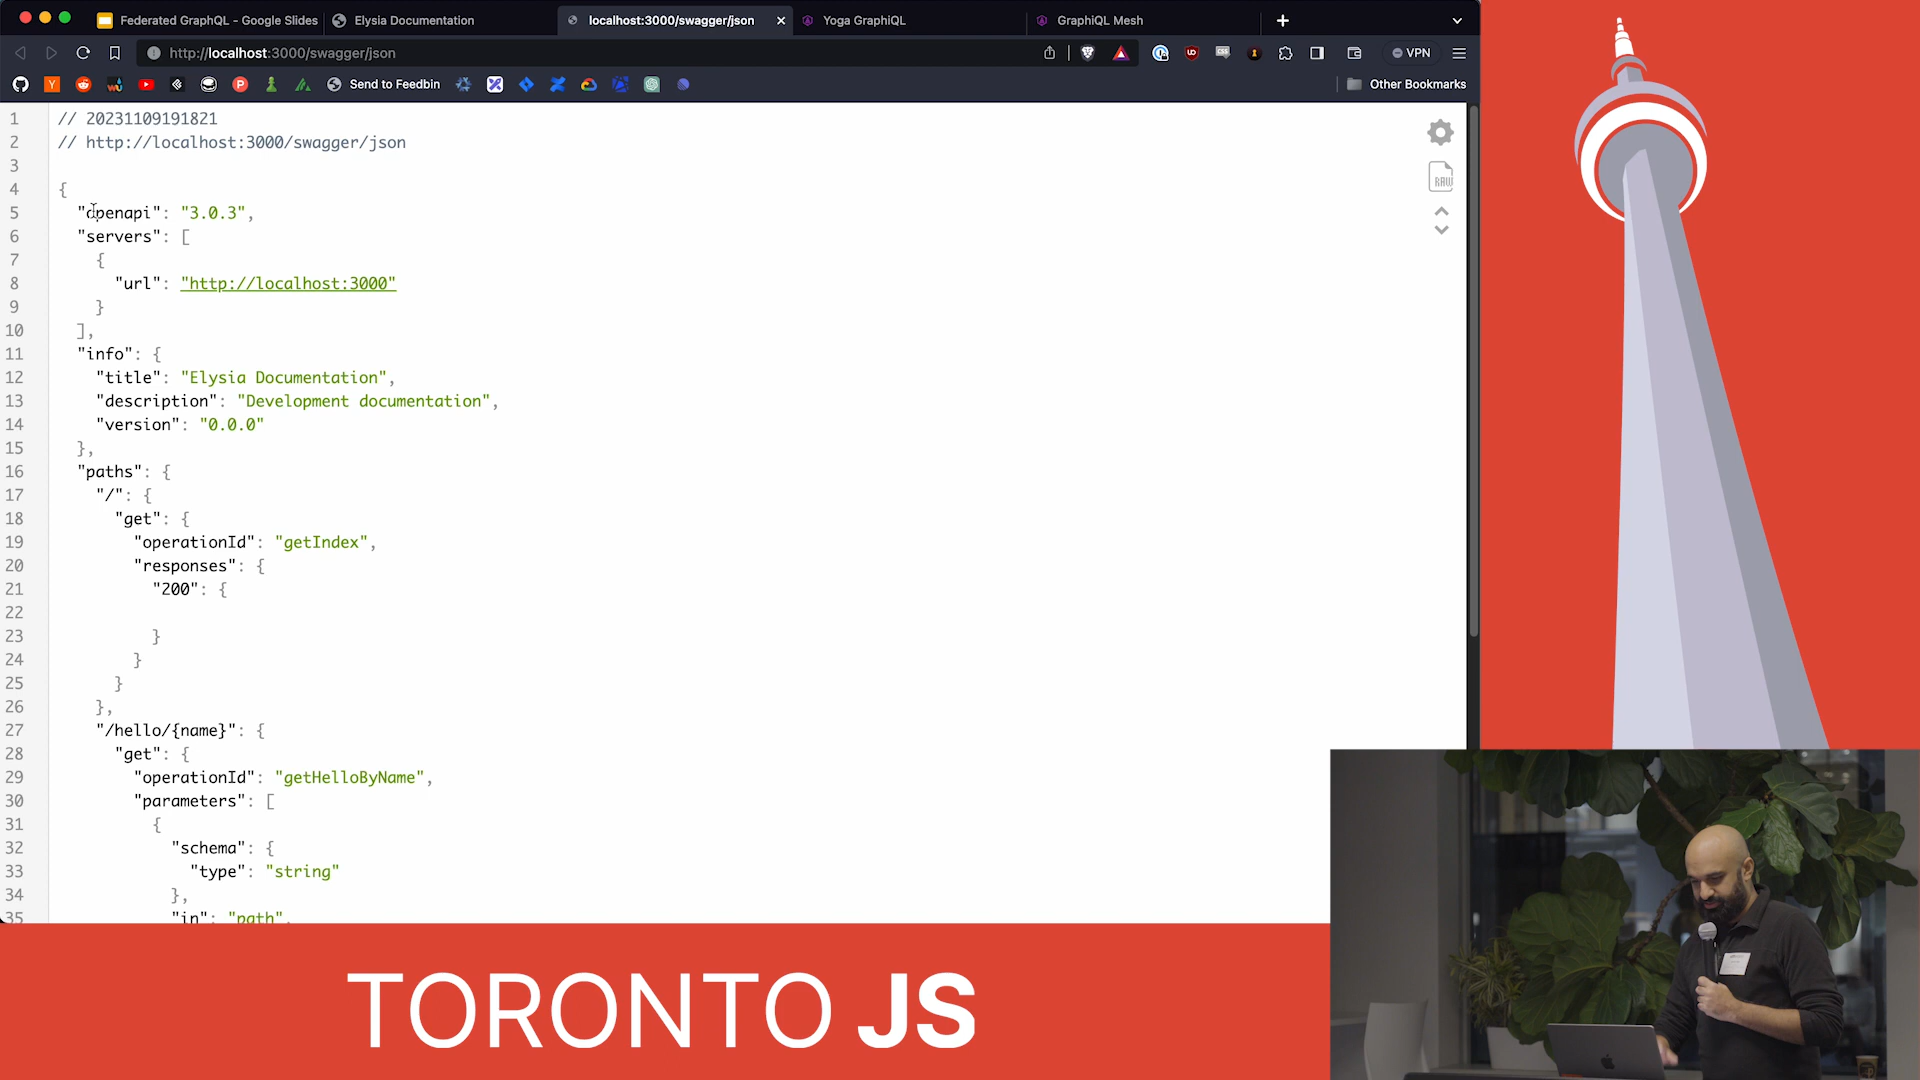 Federated GraphQL - Google Slides
Elysia Documentation
localhost:3000/swagger/json
Yoga GraphiQL
GraphiQL Mesh
http://localhost:3000/swagger/json
VPN
Send to Feedbin
Other Bookmarks
RAW
1 // 20231109191821
2 // http://localhost:3000/swagger/json
3
4 {
5 "openapi": "3.0.3",
6 "servers": [
7 {
8 "url": "http://localhost:3000"
9 }
10 ],
11 "info": {
12 "title": "Elysia Documentation",
13 "description": "Development documentation",
14 "version": "0.0.0"
15 },
16 "paths": {
17 "/": {
18 "get": {
19 "operationId": "getIndex",
20 "responses": {
21 "200": {
22
23 }
24 }
25 }
26 },
27 "/hello/{name}": {
28 "get": {
29 "operationId": "getHelloByName",
30 "parameters": [
31 {
32 "schema": {
33 "type": "string"
34 },
35 "in": "path",
TORONTO JS